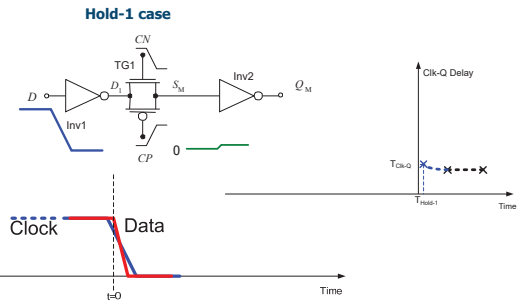 Hold-1 case
CN
TG1
D
D1
SM
Inv2
QM
Inv1
CP
0
Clk-Q Delay
TClk-Q
THold-1
Time
Clock
Data
Time
t=0